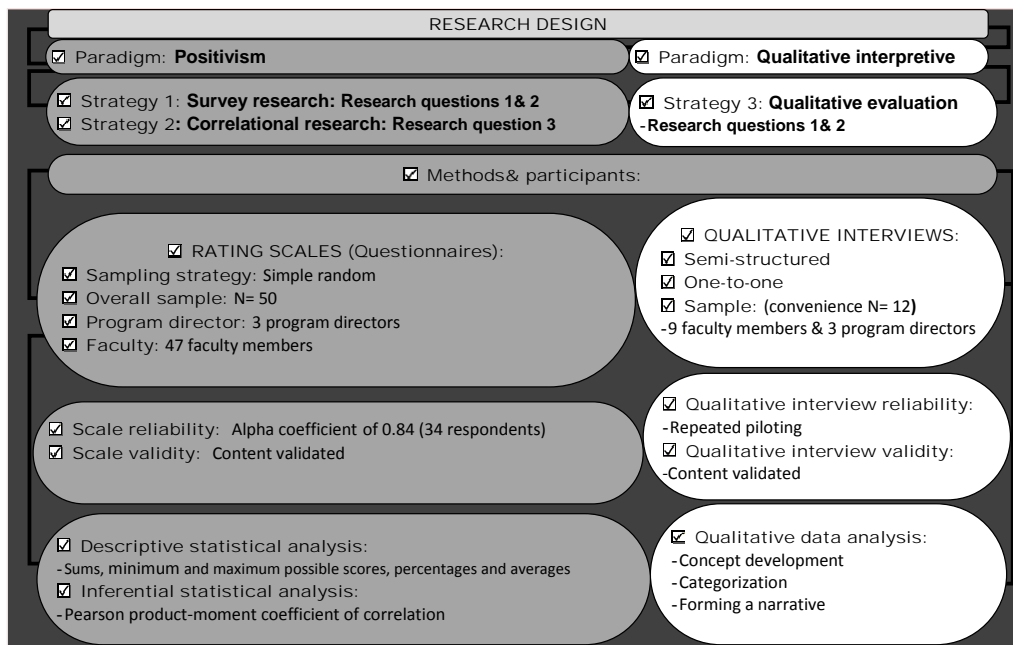 RESEARCH DESIGN
☑ Paradigm: Positivism
☑ Paradigm: Qualitative interpretive
☑ Strategy 1: Survey research: Research questions 1& 2
☑ Strategy 2: Correlational research: Research question 3
☑ Strategy 3: Qualitative evaluation
-Research questions 1& 2
☑ Methods& participants:
☑ RATING SCALES (Questionnaires):
☑ Sampling strategy: Simple random
☑ Overall sample: N= 50
☑ Program director: 3 program directors
☑ Faculty: 47 faculty members
☑ QUALITATIVE INTERVIEWS:
☑ Semi-structured
☑ One-to-one
☑ Sample: (convenience N= 12)
-9 faculty members & 3 program directors
☑ Scale reliability: Alpha coefficient of 0.84 (34 respondents)
☑ Scale validity: Content validated
☑ Qualitative interview reliability:
-Repeated piloting
☑ Qualitative interview validity:
-Content validated
☑ Descriptive statistical analysis:
-Sums, minimum and maximum possible scores, percentages and averages
☑ Inferential statistical analysis:
-Pearson product-moment coefficient of correlation
☑ Qualitative data analysis:
-Concept development
-Categorization
-Forming a narrative